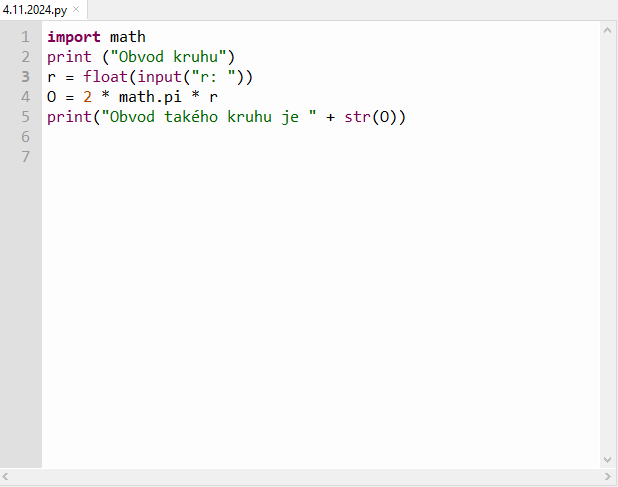 4.11.2024.py
1 import math
2 print ("Obvod kruhu")
3 r = float(input("r: "))
4 O = 2 * math.pi * r
5 print("Obvod takého kruhu je " + str(O))
6
7